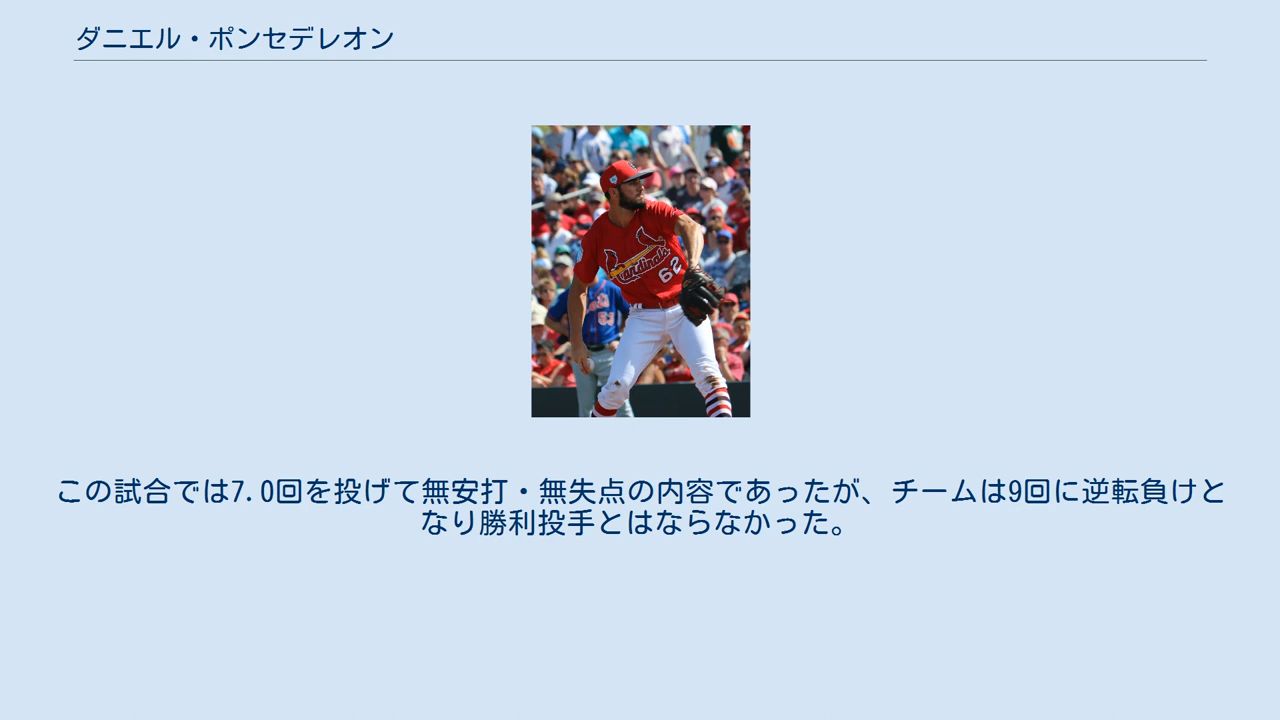 ダニエル・ポンセデレオン
Cardinals
62
この試合では7.0回を投げて無安打・無失点の内容であったが、チームは9回に逆転負けと
なり勝利投手とはならなかった。